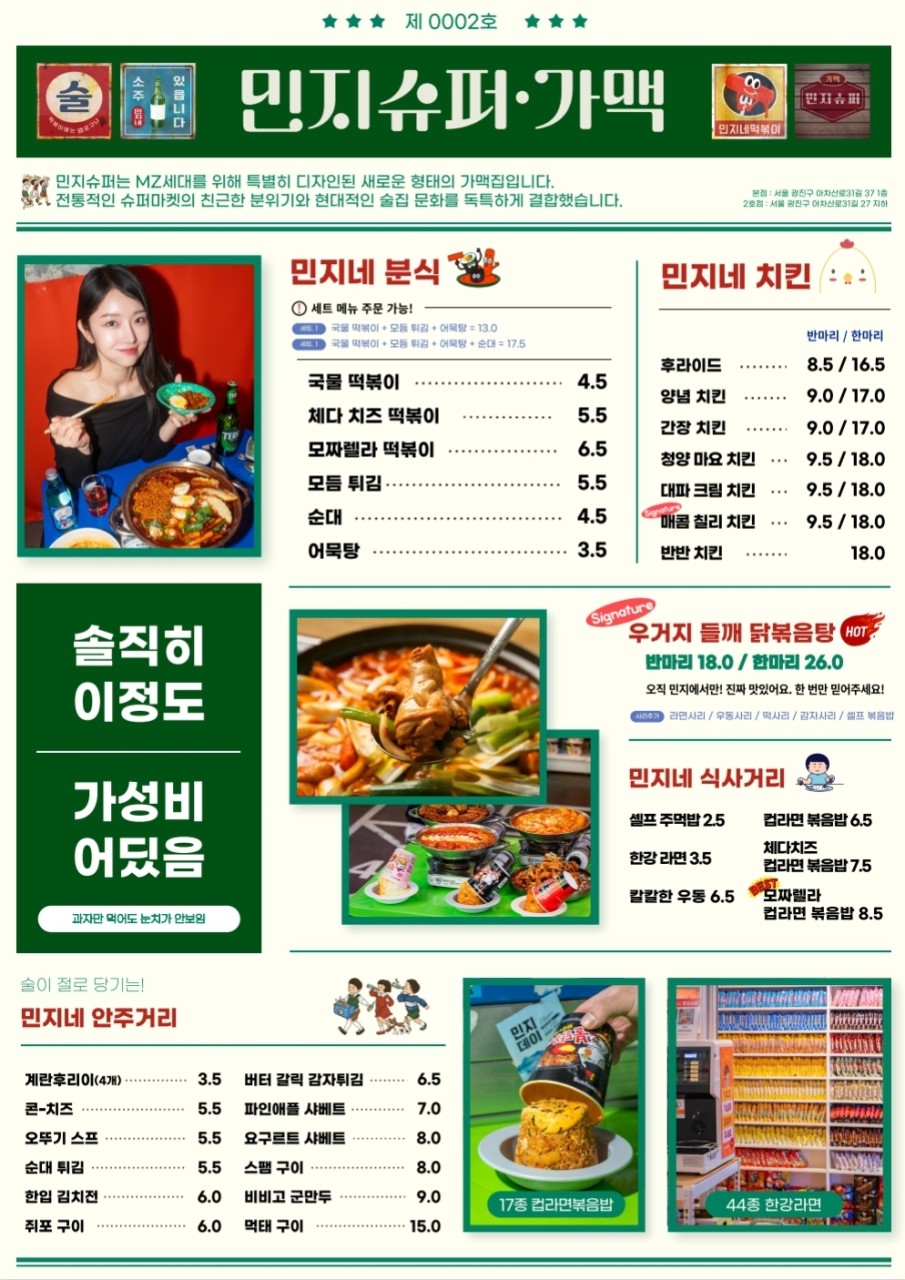 제 0002호
술
소주
있읍니다
민지네
민지슈퍼·가맥
민지네떡볶이
가맥
민지슈퍼
민지슈퍼는 MZ세대를 위해 특별히 디자인된 새로운 형태의 가맥집입니다.
전통적인 슈퍼마켓의 친근한 분위기와 현대적인 술집 문화를 독특하게 결합했습니다.
본점 : 서울 광진구 아차산로31길 37 1층
2호점 : 서울 광진구 아차산로31길 27 지하
민지네 분식
세트 메뉴 주문 가능!
세트. 1 국물 떡볶이 + 모듬 튀김 + 어묵탕 = 13.0
세트. 1 국물 떡볶이 + 모듬 튀김 + 어묵탕 + 순대 = 17.5
국물 떡볶이 4.5
체다 치즈 떡볶이 5.5
모짜렐라 떡볶이 6.5
모듬 튀김 5.5
순대 4.5
어묵탕 3.5
민지네 치킨
반마리 / 한마리
후라이드 8.5 / 16.5
양념 치킨 9.0 / 17.0
간장 치킨 9.0 / 17.0
청양 마요 치킨 9.5 / 18.0
대파 크림 치킨 9.5 / 18.0
Signature
매콤 칠리 치킨 9.5 / 18.0
반반 치킨 18.0
TERRA
솔직히
이정도
가성비
어딨음
과자만 먹어도 눈치가 안보임
Signature
우거지 들깨 닭볶음탕 HOT
반마리 18.0 / 한마리 26.0
오직 민지에서만! 진짜 맛있어요. 한 번만 믿어주세요!
사리추가 라면사리 / 우동사리 / 떡사리 / 감자사리 / 셀프 볶음밥
민지네 식사거리
셀프 주먹밥 2.5
한강 라면 3.5
칼칼한 우동 6.5
컵라면 볶음밥 6.5
체다치즈
컵라면 볶음밥 7.5
BEST
모짜렐라
컵라면 볶음밥 8.5
술이 절로 당기는!
민지네 안주거리
계란후리이(4개) 3.5
콘-치즈 5.5
오뚜기 스프 5.5
순대 튀김 5.5
한입 김치전 6.0
쥐포 구이 6.0
버터 갈릭 감자튀김 6.5
파인애플 샤베트 7.0
요구르트 샤베트 8.0
스팸 구이 8.0
비비고 군만두 9.0
먹태 구이 15.0
민지
데이
17종 컵라면볶음밥
44종 한강라면